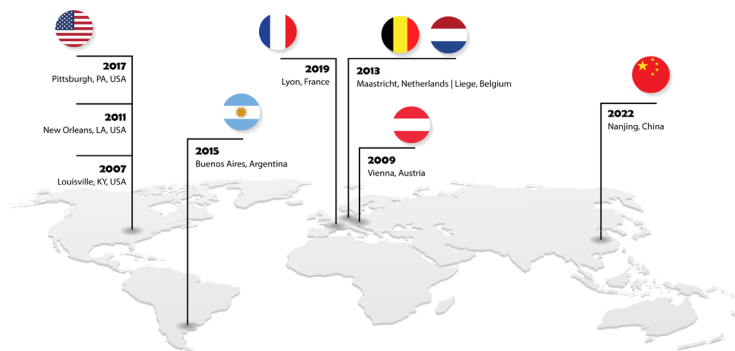 2017
Pittsburgh, PA, USA
2011
New Orleans, LA, USA
2007
Louisville, KY, USA
2015
Buenos Aires, Argentina
2019
Lyon, France
2013
Maastricht, Netherlands | Liege, Belgium
2009
Vienna, Austria
2022
Nanjing, China